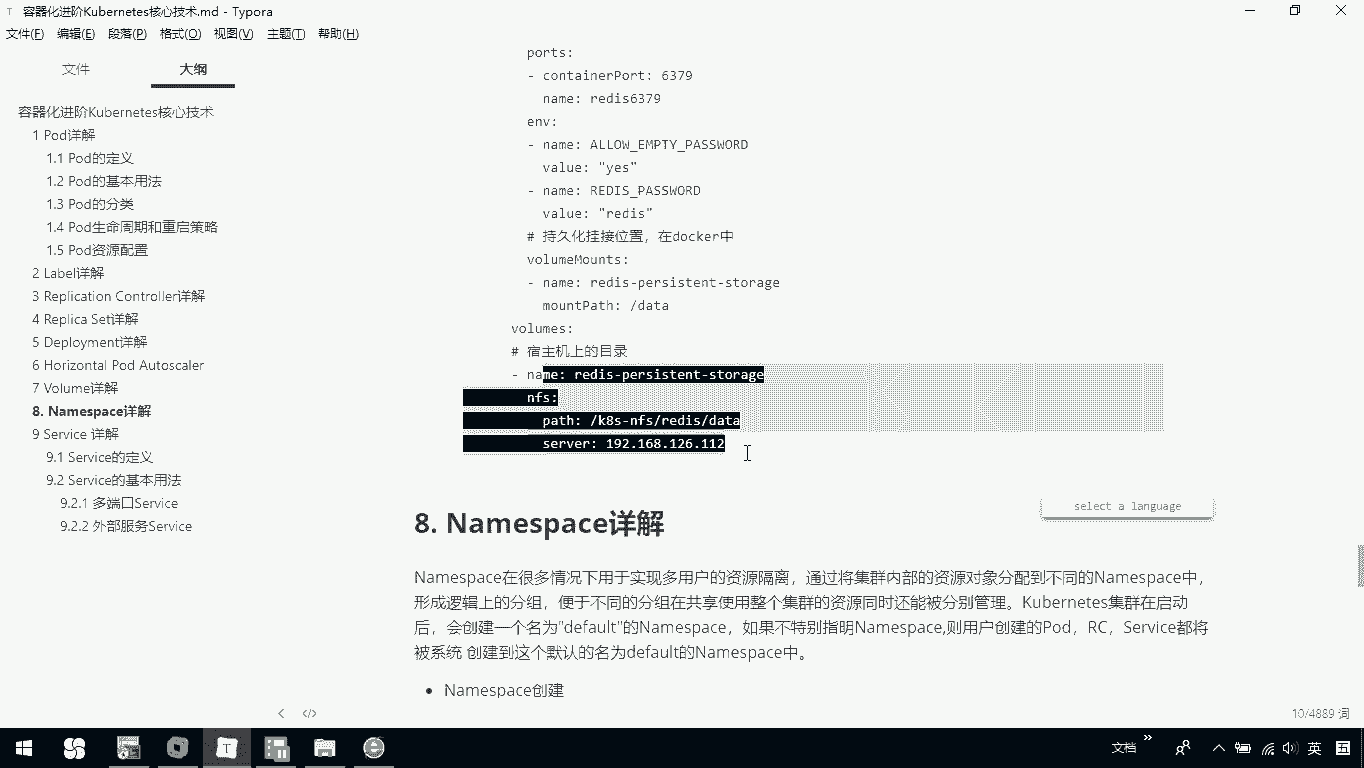 容器化进阶Kubernetes核心技术.md - Typora
文件(F) 编辑(E) 段落(P) 格式(O) 视图(V) 主题(T) 帮助(H)
文件 大纲
容器化进阶Kubernetes核心技术
1 Pod详解
1.1 Pod的定义
1.2 Pod的基本用法
1.3 Pod的分类
1.4 Pod生命周期和重启策略
1.5 Pod资源配置
2 Label详解
3 Replication Controller详解
4 Replica Set详解
5 Deployment详解
6 Horizontal Pod Autoscaler
7 Volume详解
8. Namespace详解
9 Service 详解
9.1 Service的定义
9.2 Service的基本用法
9.2.1 多端口Service
9.2.2 外部服务Service
ports:
- containerPort: 6379
name: redis6379
env:
- name: ALLOW_EMPTY_PASSWORD
value: "yes"
- name: REDIS_PASSWORD
value: "redis"
# 持久化挂接位置，在docker中
volumeMounts:
- name: redis-persistent-storage
mountPath: /data
volumes:
# 宿主机上的目录
- name: redis-persistent-storage
nfs:
path: /k8s-nfs/redis/data
server: 192.168.126.112
select a language
8. Namespace详解
Namespace在很多情况下用于实现多用户的资源隔离，通过将集群内部的资源对象分配到不同的Namespace中，
形成逻辑上的分组，便于不同的分组在共享使用整个集群的资源同时还能被分别管理。Kubernetes集群在启动
后，会创建一个名为"default"的Namespace，如果不特别指明Namespace,则用户创建的Pod，RC，Service都将
被系统 创建到这个默认的名为default的Namespace中。
• Namespace创建
10/4889 词
文档 英 五